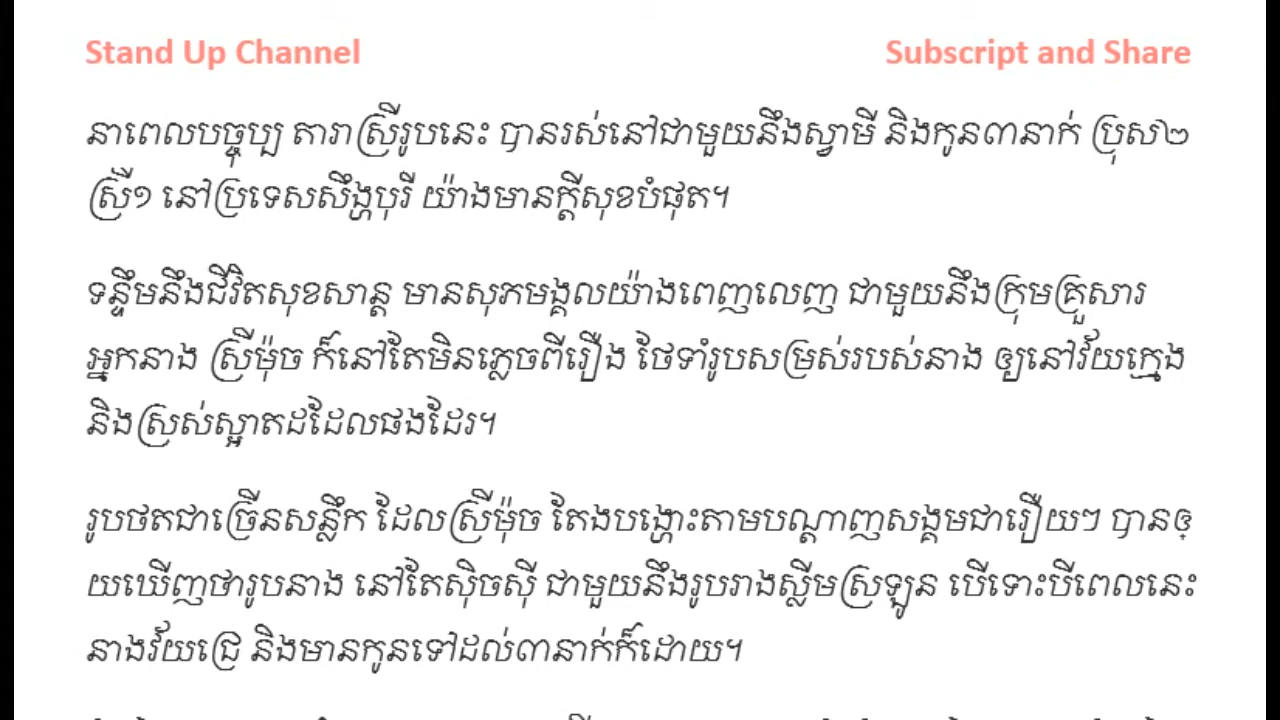 Stand Up Channel
Subscript and Share
នាពេលបច្ចុប្ប តារាស្រីរូបនេះ បានរស់នៅជាមួយនឹងស្វាមី និងកូន៣នាក់ ប្រុស២
ស្រី១ នៅប្រទេសសឹង្ហបុរី យ៉ាងមានក្ដីសុខបំផុត។
ទន្ទឹមនឹងជីវិតសុខសាន្ត មានសុភមង្គលយ៉ាងពេញលេញ ជាមួយនឹងក្រុមគ្រួសារ
អ្នកនាង ស្រីម៉ុច ក៏នៅតែមិនភ្លេចពីរឿង ថែទាំរូបសម្រស់របស់នាង ឲ្យនៅវ័យក្មេង
និងស្រស់ស្អាតដដែលផងដែរ។
រូបថតជាច្រើនសន្លឹក ដែលស្រីម៉ុច តែងបង្ហោះតាមបណ្ដាញសង្គមជារឿយៗ បានឲ្
យឃើញថារូបនាង នៅតែស៊ិចស៊ី ជាមួយនឹងរូបរាងស្លីមស្រឡូន បើទោះបីពេលនេះ
នាងវ័យជ្រេ និងមានកូនទៅដល់៣នាក់ក៏ដោយ។